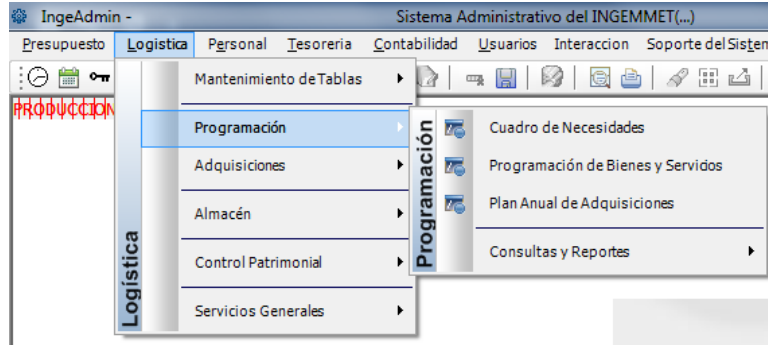 IngeAdmin - Sistema Administrativo del INGEMMET(...)
Presupuesto Logistica Personal Tesoreria Contabilidad Usuarios Interaccion Soporte del Sisten
PRODUCCION
Logística
Mantenimiento de Tablas
Programación
Adquisiciones
Almacén
Control Patrimonial
Servicios Generales
Programación
Cuadro de Necesidades
Programación de Bienes y Servicios
Plan Anual de Adquisiciones
Consultas y Reportes